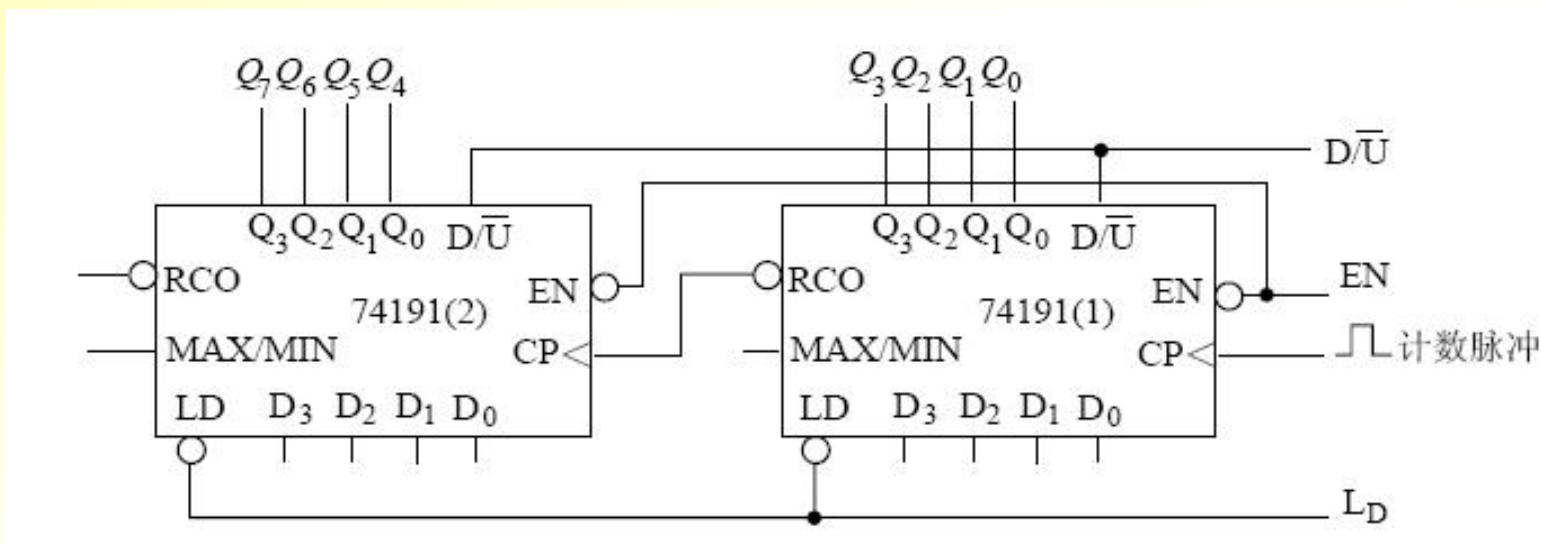 Q₇Q₆Q₅Q₄ Q₃Q₂Q₁Q₀
D/U̅
Q₃Q₂Q₁Q₀ D/U̅ Q₃Q₂Q₁Q₀ D/U̅
RCO EN RCO EN EN
74191(2) 74191(1)
MAX/MIN CP MAX/MIN CP 计数脉冲
LD D₃ D₂ D₁ D₀ LD D₃ D₂ D₁ D₀
L_D